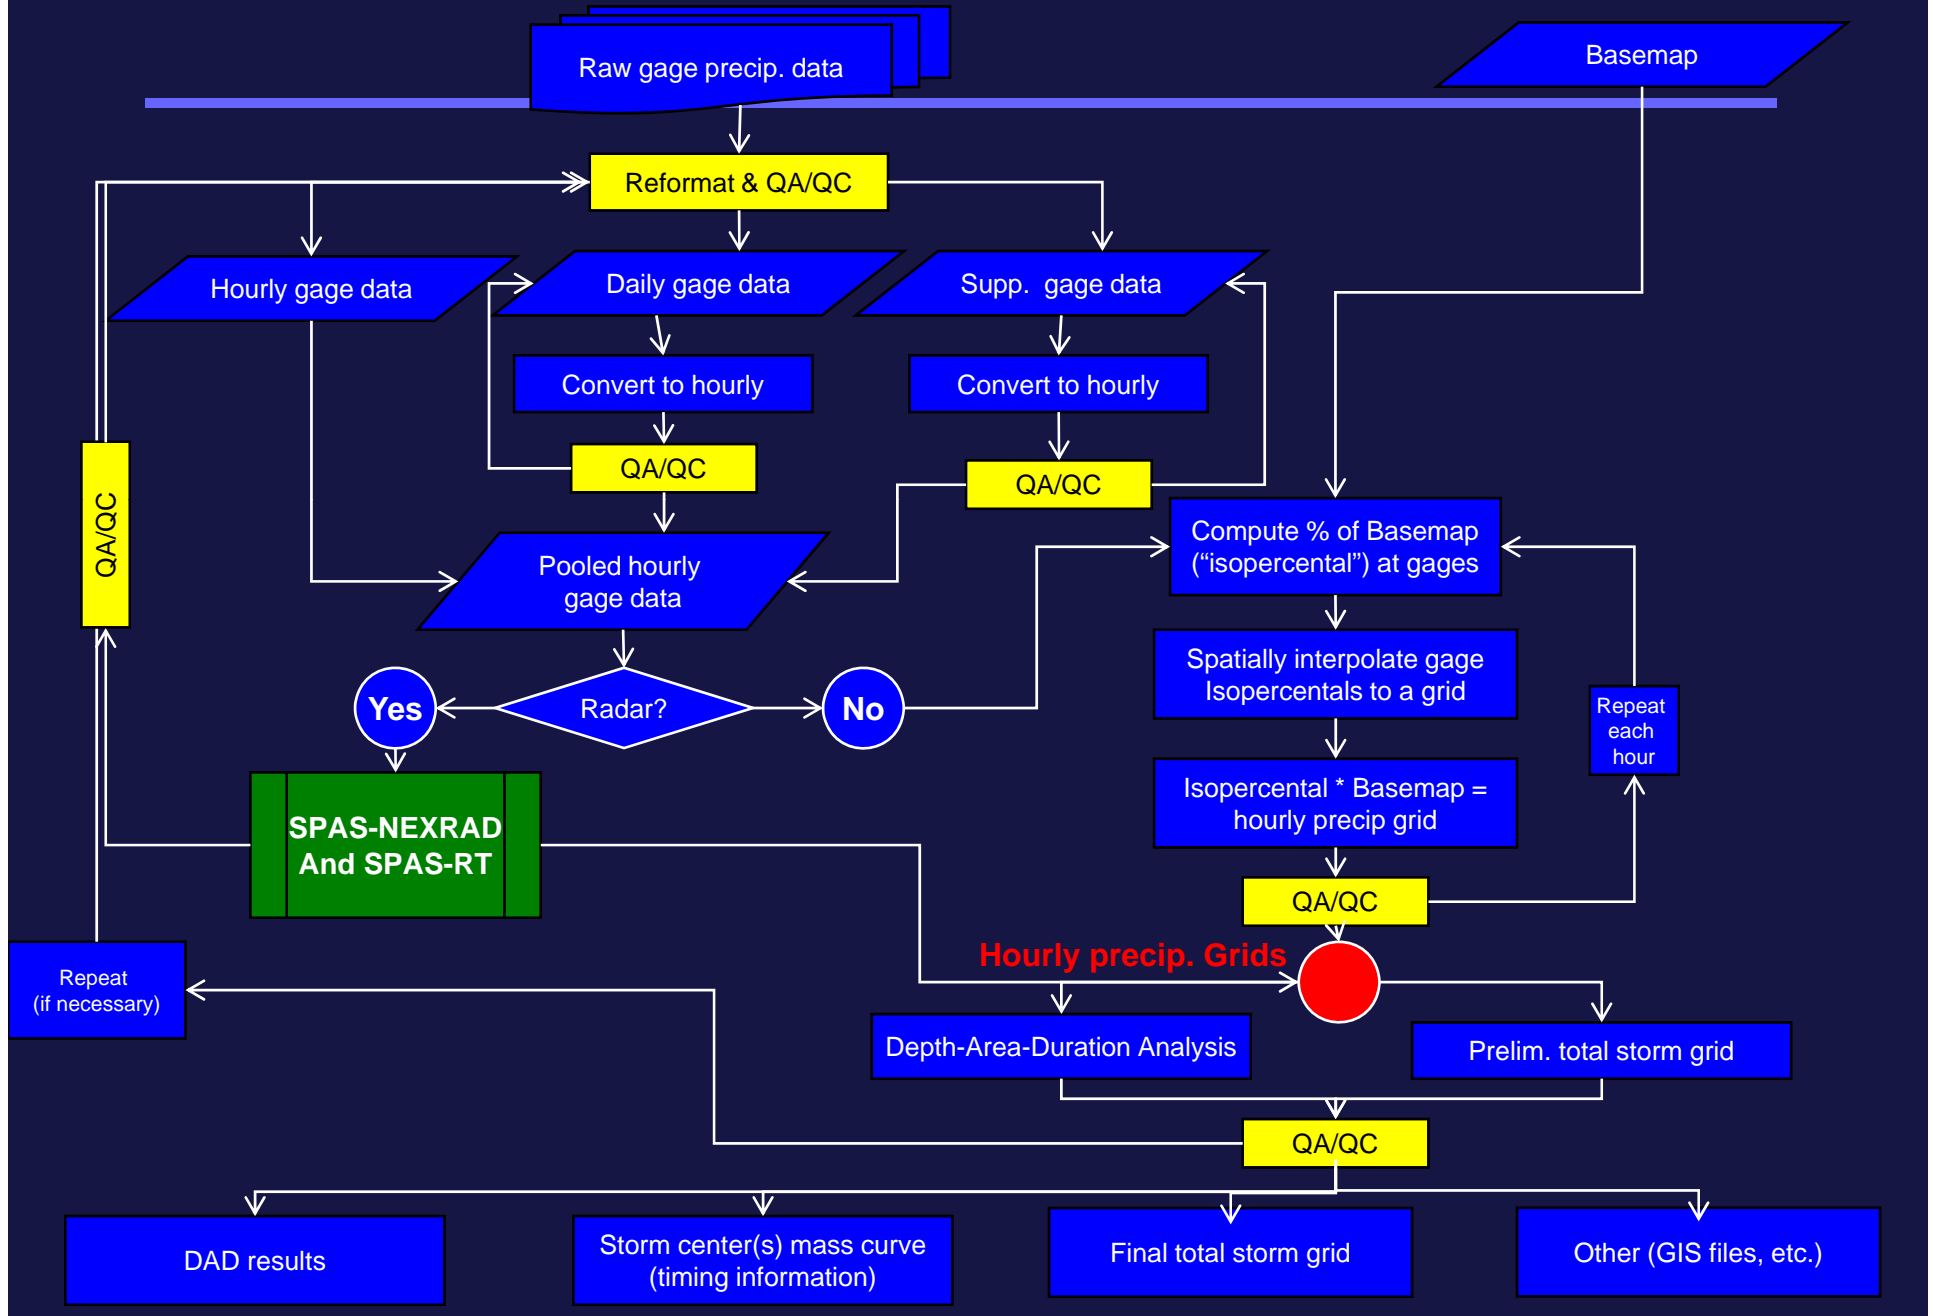 Raw gage precip. data
Basemap
Reformat & QA/QC
Hourly gage data
Daily gage data
Supp. gage data
Convert to hourly
Convert to hourly
QA/QC
QA/QC
QA/QC
Compute % of Basemap
(“isopercental”) at gages
Pooled hourly
gage data
Spatially interpolate gage
Isopercentals to a grid
Yes
Radar?
No
Repeat
each
hour
Isopercental * Basemap =
hourly precip grid
SPAS-NEXRAD
And SPAS-RT
QA/QC
Hourly precip. Grids
Repeat
(if necessary)
Depth-Area-Duration Analysis
Prelim. total storm grid
QA/QC
DAD results
Storm center(s) mass curve
(timing information)
Final total storm grid
Other (GIS files, etc.)